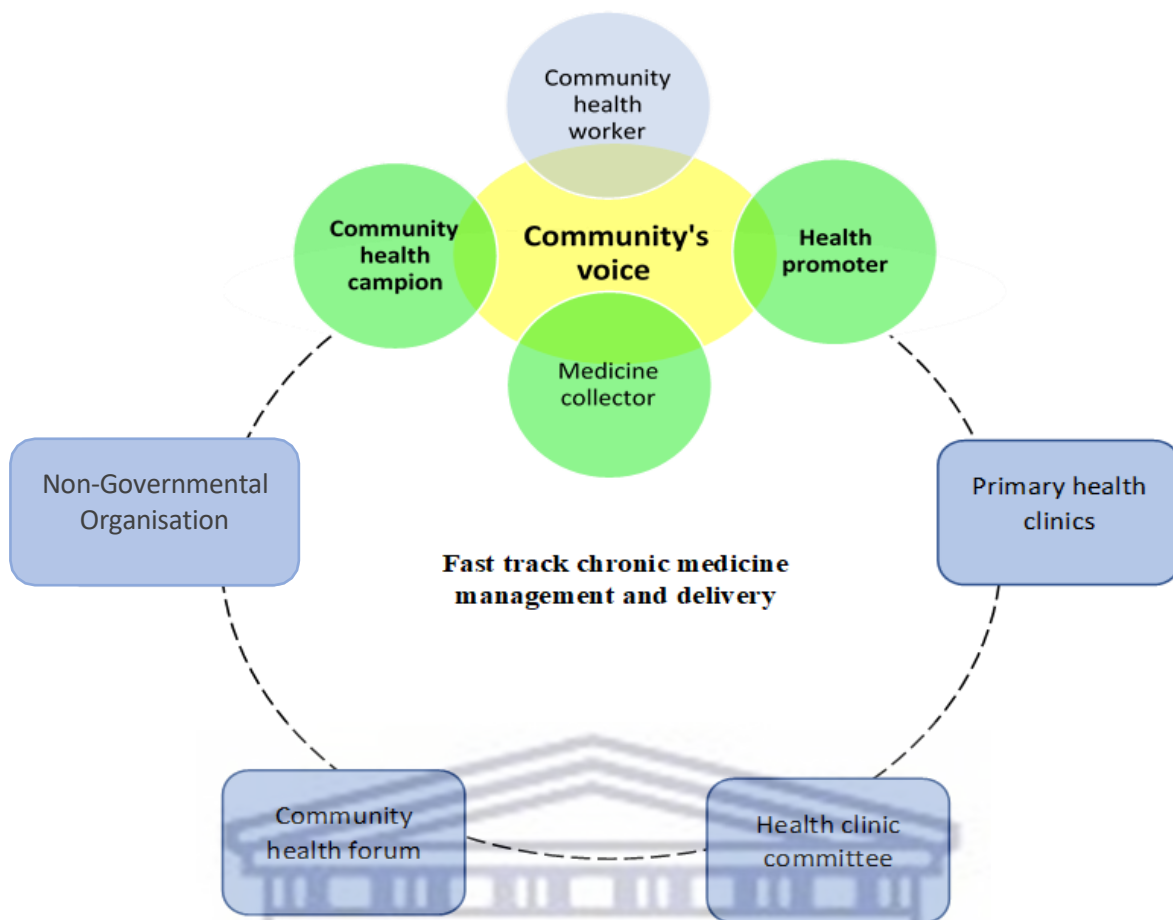 Community
health
worker
Community
health
campion
Community's
voice
Health
promoter
Medicine
collector
Non-Governmental
Organisation
Primary health
clinics
Fast track chronic medicine
management and delivery
Community
health forum
Health clinic
committee